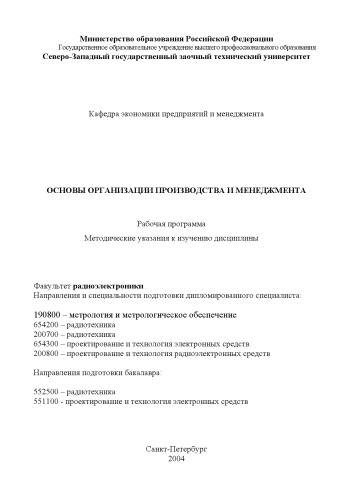 Министерство образования Российской Федерации
Государственное образовательное учреждение высшего профессионального образования
Северо-Западный государственный заочный технический университет
Кафедра экономики предприятий и менеджмента
ОСНОВЫ ОРГАНИЗАЦИИ ПРОИЗВОДСТВА И МЕНЕДЖМЕНТА
Рабочая программа
Методические указания к изучению дисциплины
Факультет радиоэлектроники
Направления и специальности подготовки дипломированного специалиста:
190800 – метрология и метрологическое обеспечение
654200 – радиотехника
200700 – радиотехника
654300 – проектирование и технология электронных средств
200800 – проектирование и технология радиоэлектронных средств
Направления подготовки бакалавра:
552500 – радиотехника
551100 - проектирование и технология электронных средств
Санкт-Петербург
2004